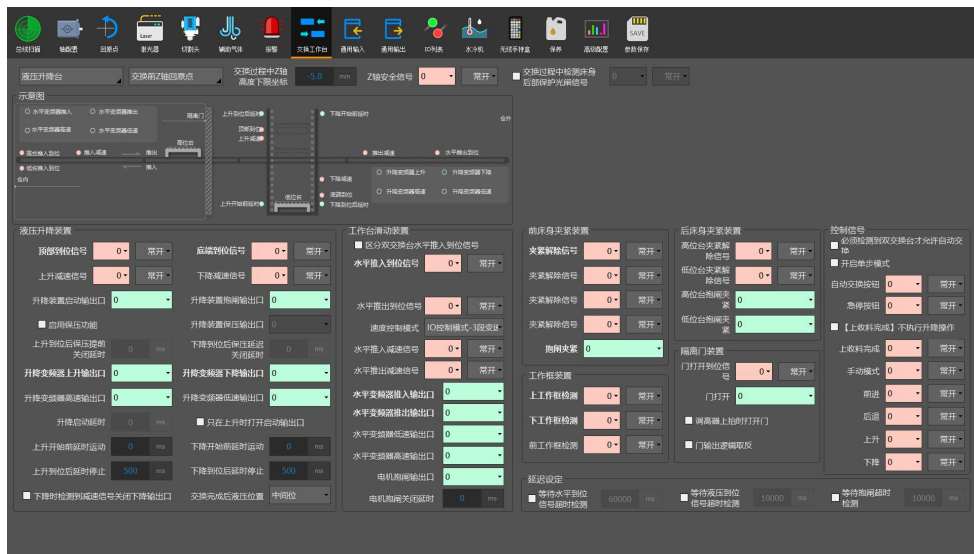 总线扫描 轴配置 回原点 激光器 切割头 辅助气体 报警 交换工作台 通用输入 通用输出 IO列表 水冷机 无线手持盒 保养 高级配置 参数保存
Laser
SAVE
液压升降台 交换前Z轴回原点 交换过程中Z轴高度下限坐标 -5.0 mm Z轴安全信号 0 常开 交换过程中检测床身后部保护光闸信号 0 常开
示意图
水平变频器推入 水平变频器推出 隔离门 上升到位后延时 下降开始前延时 仓外
水平变频器高速 水平变频器低速 顶部到位
上升减速
高位台
高台推入到位 推入减速 推出 推出减速 水平推出到位
低台推入到位 推入 升降变频器上升 升降变频器下降
仓内 下降减速
升降变频器高速 升降变频器低速
低位台 底部到位
上升开始前延时 下降到位后延时
液压升降装置
顶部到位信号 0 常开 底端到位信号 0 常开
上升减速信号 0 常开 下降减速信号 0 常开
升降装置启动输出口 0 升降装置抱闸输出口 0
启用保压功能 升降装置保压输出口 0
上升到位后保压提前关闭延时 0 ms 下降到位后保压延迟关闭延时 0 ms
升降变频器上升输出口 0 升降变频器下降输出口 0
升降变频器高速输出口 0 升降变频器低速输出口 0
升降启动延时 0 ms 只在上升时打开启动输出口
上升开始前延时运动 0 ms 下降开始前延时运动 0 ms
上升到位后延时停止 500 ms 下降到位后延时停止 500 ms
下降时检测到减速信号关闭下降输出口 交换完成后液压位置 中间位
工作台滑动装置
区分双交换台水平推入到位信号
水平推入到位信号 0 常开
水平推出到位信号 0 常开
速度控制模式 IO控制模式-3段变速
水平推入减速信号 0 常开
水平推出减速信号 0 常开
水平变频器推入输出口 0
水平变频器推出输出口 0
水平变频器低速输出口 0
水平变频器高速输出口 0
电机抱闸输出口 0
电机抱闸关闭延时 0 ms
前床身夹紧装置
夹紧解除信号 0 常开
夹紧解除信号 0 常开
夹紧解除信号 0 常开
夹紧解除信号 0 常开
抱闸夹紧 0
工作框装置
上工作框检测 0 常开
下工作框检测 0 常开
前工作框检测 0 常开
后床身夹紧装置
高位台夹紧解除信号 0 常开
低位台夹紧解除信号 0 常开
高位台抱闸夹紧 0
低位台抱闸夹紧 0
隔离门装置
门打开到位信号 0 常开
门打开 0
调高器上抬时打开门
门输出逻辑取反
控制信号
必须检测到双交换台才允许自动交换
开启单步模式
自动交换按钮 0 常开
急停按钮 0 常开
【上收料完成】不执行升降操作
上收料完成 0 常开
手动模式 0 常开
前进 0 常开
后退 0 常开
上升 0 常开
下降 0 常开
延迟设定
等待水平到位信号超时检测 60000 ms 等待液压到位信号超时检测 10000 ms 等待抱闸超时检测 10000 ms